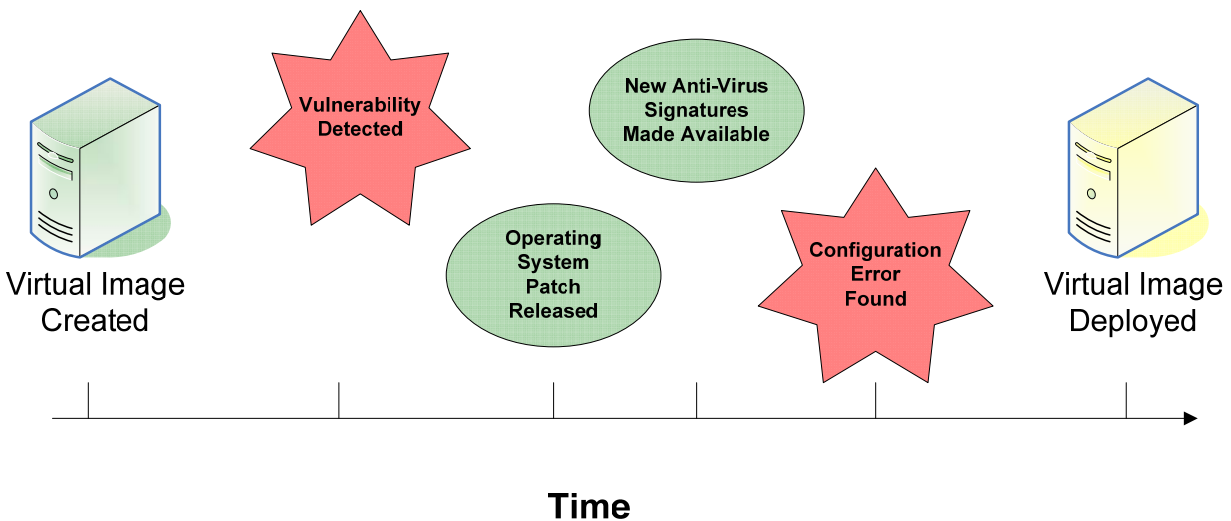 Virtual Image
Created
Vulnerability
Detected
Operating
System
Patch
Released
New Anti-Virus
Signatures
Made Available
Configuration
Error
Found
Virtual Image
Deployed
Time